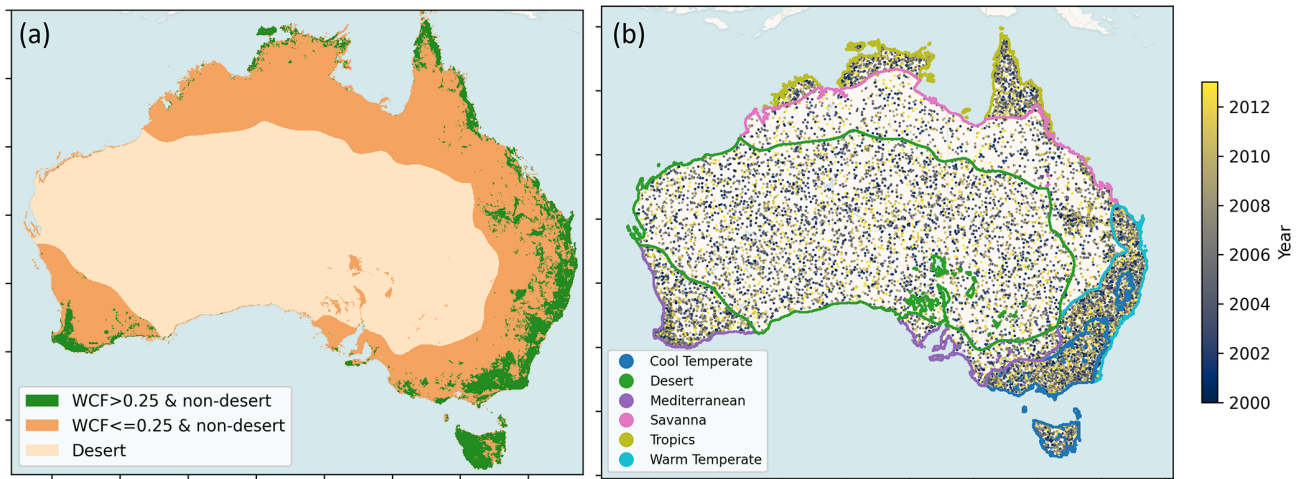 (a)
WCF>0.25 & non-desert
WCF<=0.25 & non-desert
Desert
(b)
Cool Temperate
Desert
Mediterranean
Savanna
Tropics
Warm Temperate
2012
2010
2008
2006
2004
2002
2000
Year